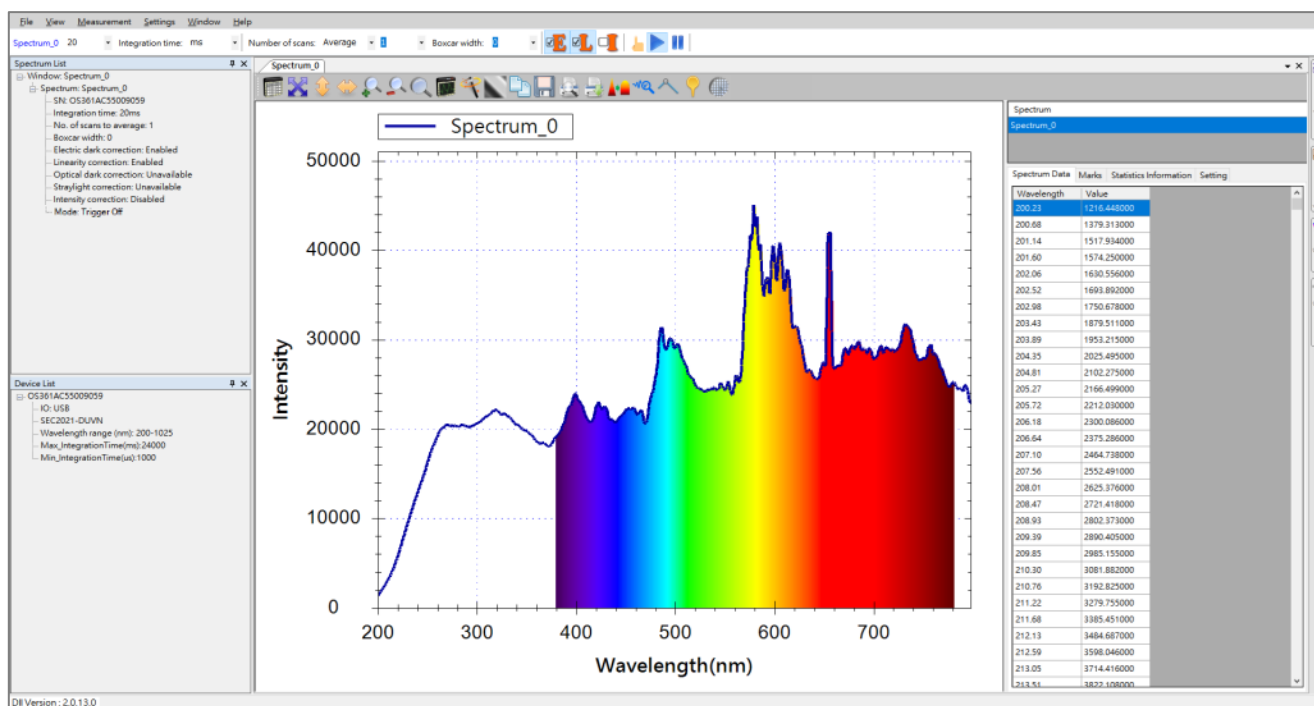 File View Measurement Settings Window Help
Spectrum_0 20 Integration time: ms Number of scans: Average 1 Boxcar width: 0 E L I
Spectrum List
Window: Spectrum_0
Spectrum: Spectrum_0
SN: OS361AC55009059
Integration time: 20ms
No. of scans to average: 1
Boxcar width: 0
Electric dark correction: Enabled
Linearity correction: Enabled
Optical dark correction: Unavailable
Straylight correction: Unavailable
Intensity correction: Disabled
Mode: Trigger Off
Device List
OS361AC55009059
IO: USB
SEC2021-DUVN
Wavelength range (nm): 200-1025
Max_IntegrationTime(ms):24000
Min_IntegrationTime(us):1000
Spectrum_0
Spectrum_0
50000
40000
30000
20000
10000
0
Intensity
200 300 400 500 600 700
Wavelength(nm)
Spectrum
Spectrum_0
Spectrum Data Marks Statistics Information Setting
Wavelength Value
200.23 1216.448000
200.68 1379.313000
201.14 1517.934000
201.60 1574.250000
202.06 1630.556000
202.52 1693.892000
202.98 1750.678000
203.43 1879.511000
203.89 1953.215000
204.35 2025.495000
204.81 2102.275000
205.27 2166.499000
205.72 2212.030000
206.18 2300.086000
206.64 2375.286000
207.10 2464.738000
207.56 2552.491000
208.01 2625.376000
208.47 2721.418000
208.93 2802.373000
209.39 2890.405000
209.85 2985.155000
210.30 3081.882000
210.76 3192.825000
211.22 3279.755000
211.68 3385.451000
212.13 3484.687000
212.59 3598.046000
213.05 3714.416000
213.51 3822.108000
Dll Version : 2.0.13.0